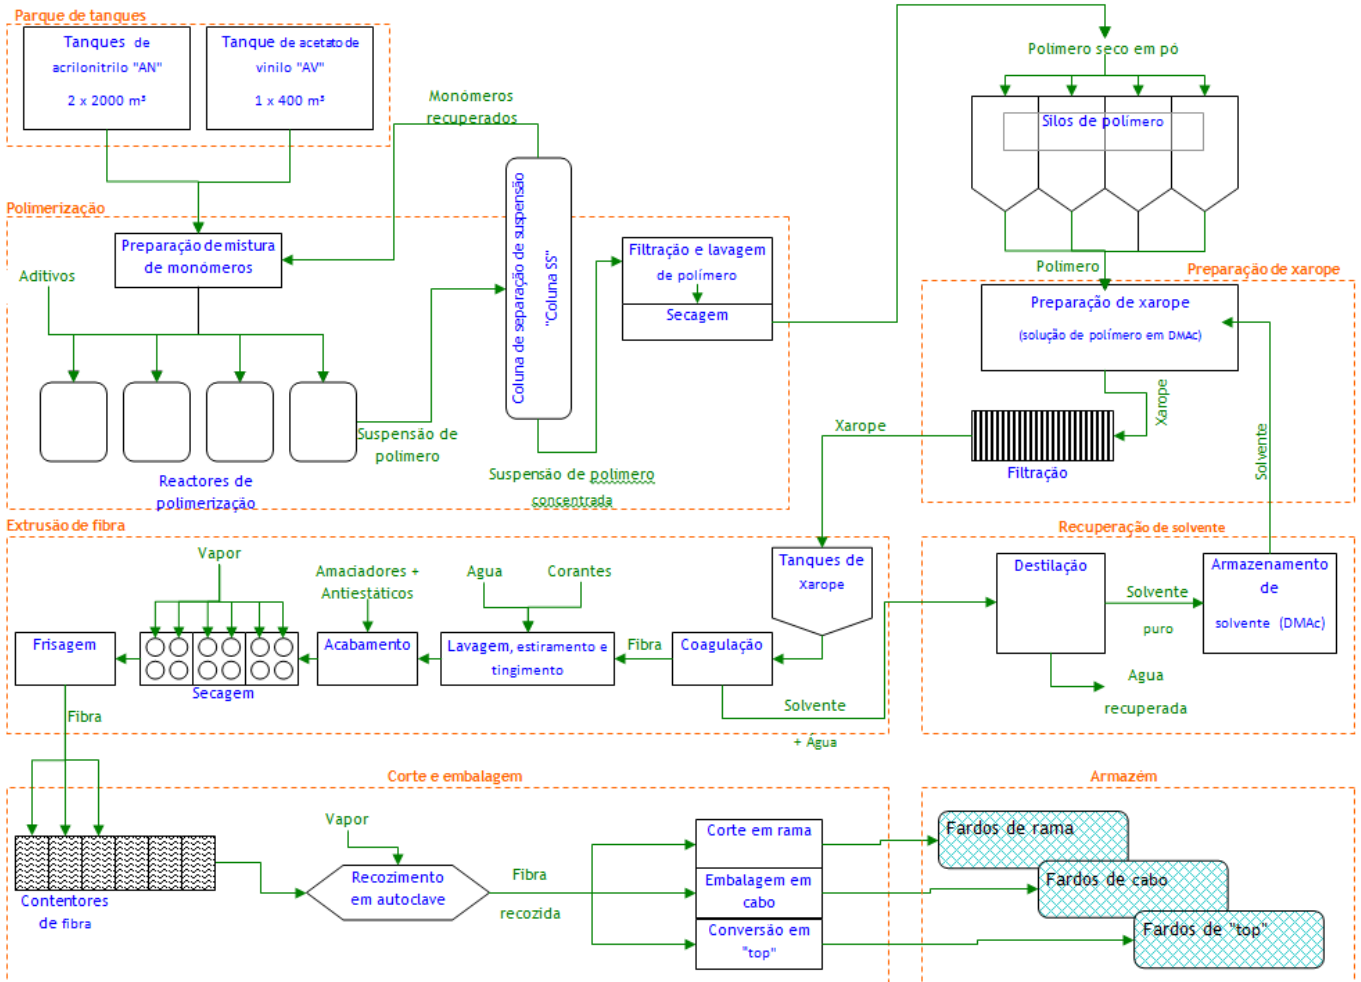 Parque de tanques
Tanques de
acrilonitrilo "AN"
2 x 2000 m³
Tanque de acetato de
vinilo "AV"
1 x 400 m³
Monómeros
recuperados
Polímero seco em pó
Silos de polímero
Polimerização
Preparação de mistura
de monómeros
Aditivos
Coluna de separação de suspensão
"Coluna SS"
Filtração e lavagem
de polímero
Secagem
Suspensão de
polímero
Reactores de
polimerização
Suspensão de polímero
concentrada
Polímero
Preparação de xarope
Preparação de xarope
(solução de polímero em DMAc)
Xarope
Xarope
Filtração
Solvente
Extrusão de fibra
Vapor
Amaciadores +
Antiestáticos
Agua
Corantes
Tanques de
Xarope
Frisagem
Secagem
Acabamento
Lavagem, estiramento e
tingimento
Fibra
Coagulação
Solvente
+ Água
Fibra
Recuperação de solvente
Destilação
Solvente
puro
Armazenamento
de
solvente (DMAc)
Agua
recuperada
Corte e embalagem
Contentores
de fibra
Vapor
Recozimento
em autoclave
Fibra
recozida
Corte em rama
Embalagem em
cabo
Conversão em
"top"
Armazém
Fardos de rama
Fardos de cabo
Fardos de "top"